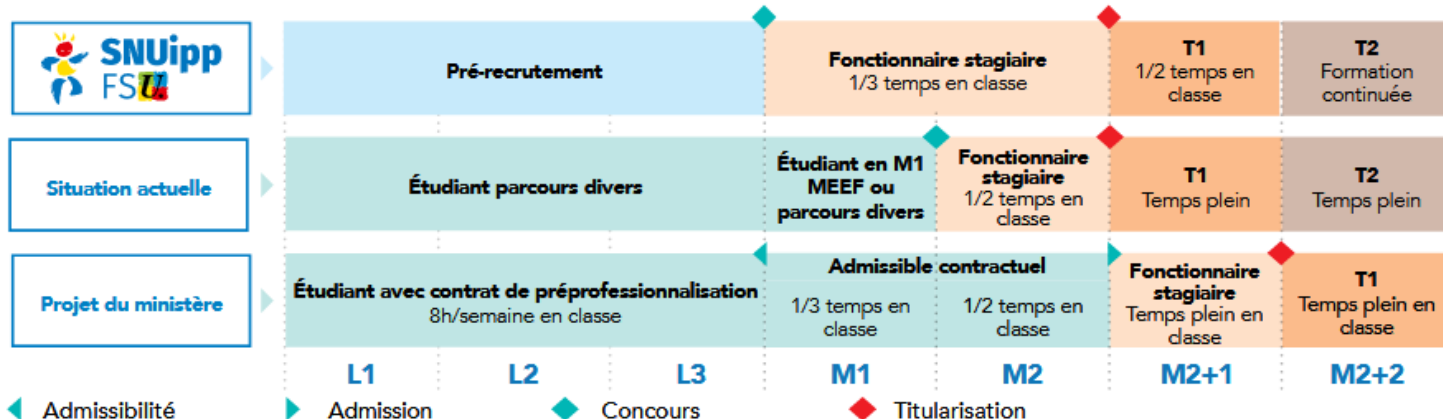 SNUipp
FSU
Pré-recrutement
Fonctionnaire stagiaire
1/3 temps en classe
T1
1/2 temps en
classe
T2
Formation
continuée
Situation actuelle
Étudiant parcours divers
Étudiant en M1
MEEF ou
parcours divers
Fonctionnaire
stagiaire
1/2 temps en
classe
T1
Temps plein
T2
Temps plein
Projet du ministère
Étudiant avec contrat de préprofessionnalisation
8h/semaine en classe
Admissible contractuel
1/3 temps en
classe
1/2 temps en
classe
Fonctionnaire
stagiaire
Temps plein en
classe
T1
Temps plein en
classe
L1 L2 L3 M1 M2 M2+1 M2+2
Admissibilité Admission Concours Titularisation